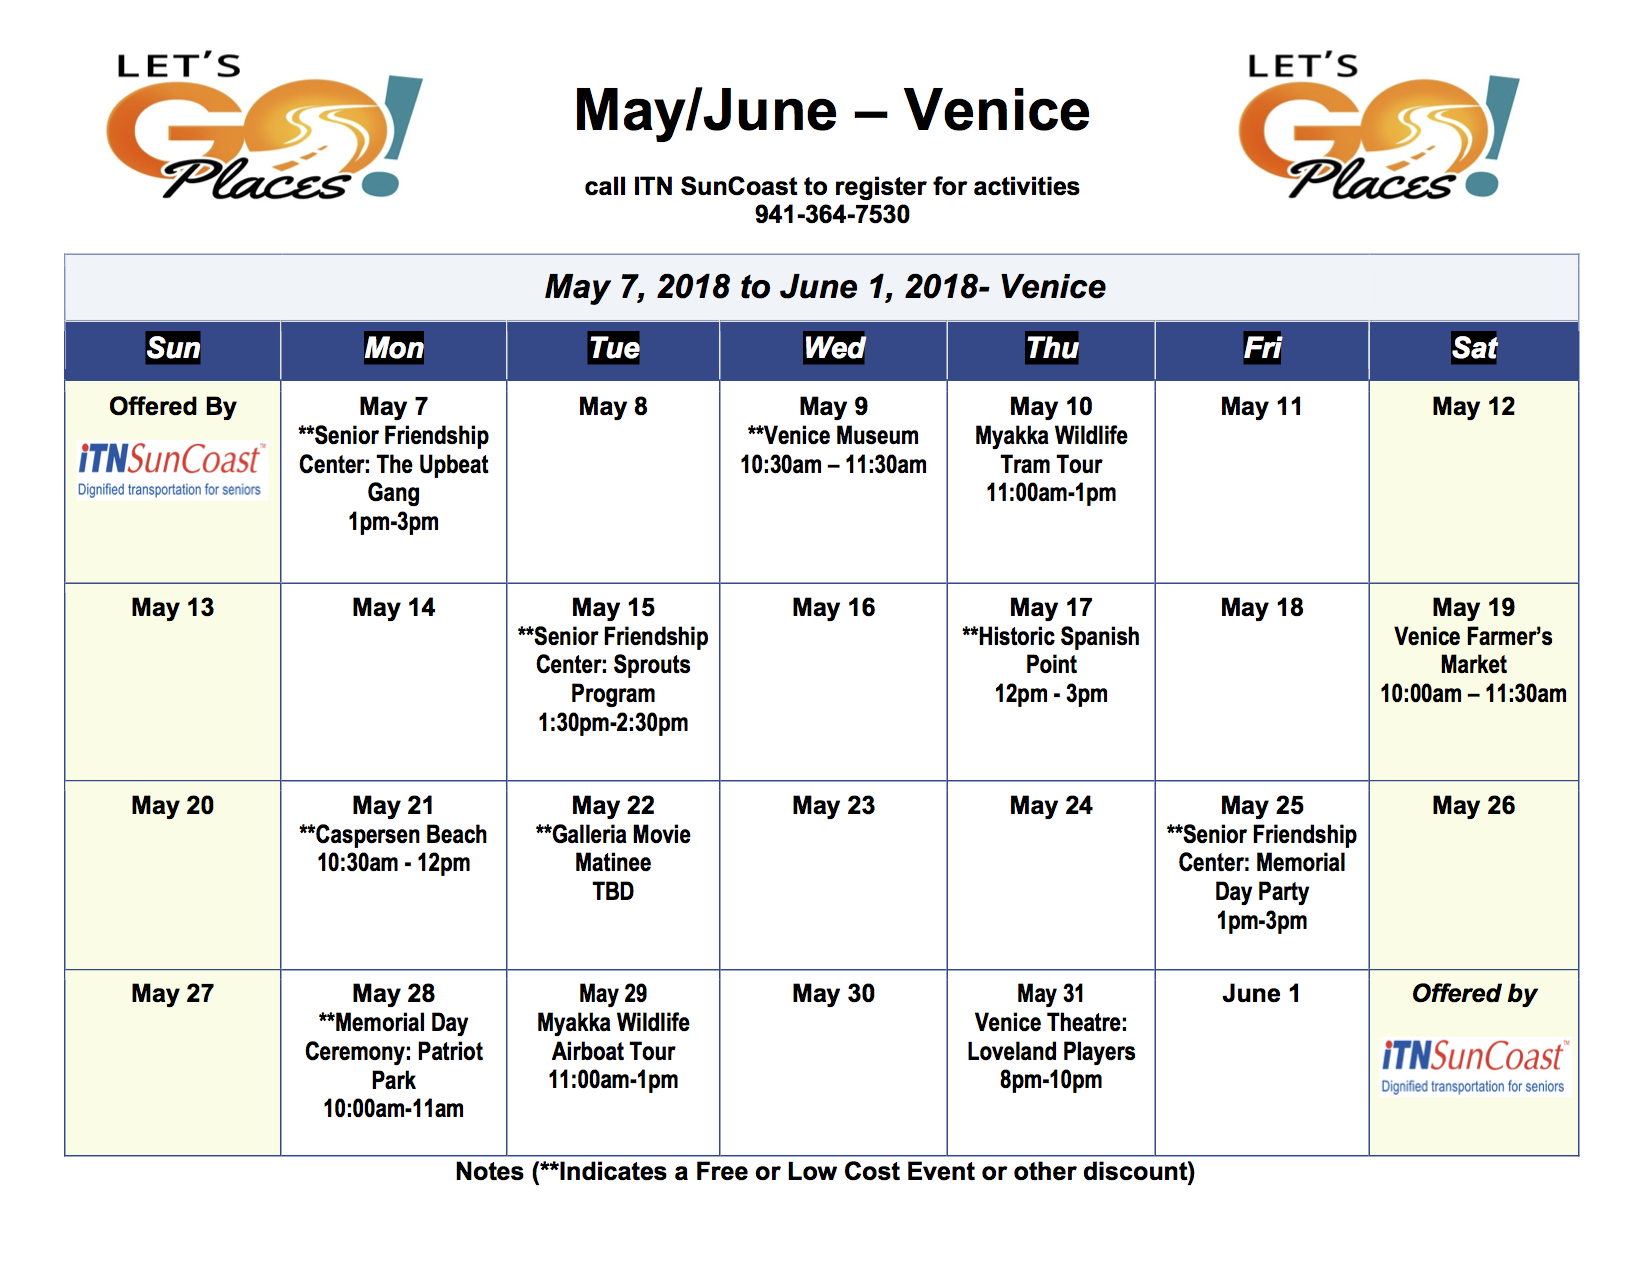 LET'S
GO!
Places
May/June – Venice
LET'S
GO!
Places
call ITN SunCoast to register for activities
941-364-7530
May 7, 2018 to June 1, 2018- Venice
Sun
Mon
Tue
Wed
Thu
Fri
Sat
Offered By
iTNSunCoast™
Dignified transportation for seniors
May 7
**Senior Friendship
Center: The Upbeat
Gang
1pm-3pm
May 8
May 9
**Venice Museum
10:30am – 11:30am
May 10
Myakka Wildlife
Tram Tour
11:00am-1pm
May 11
May 12
May 13
May 14
May 15
**Senior Friendship
Center: Sprouts
Program
1:30pm-2:30pm
May 16
May 17
**Historic Spanish
Point
12pm - 3pm
May 18
May 19
Venice Farmer's
Market
10:00am – 11:30am
May 20
May 21
**Caspersen Beach
10:30am - 12pm
May 22
**Galleria Movie
Matinee
TBD
May 23
May 24
May 25
**Senior Friendship
Center: Memorial
Day Party
1pm-3pm
May 26
May 27
May 28
**Memorial Day
Ceremony: Patriot
Park
10:00am-11am
May 29
Myakka Wildlife
Airboat Tour
11:00am-1pm
May 30
May 31
Venice Theatre:
Loveland Players
8pm-10pm
June 1
Offered by
iTNSunCoast™
Dignified transportation for seniors
Notes (**Indicates a Free or Low Cost Event or other discount)